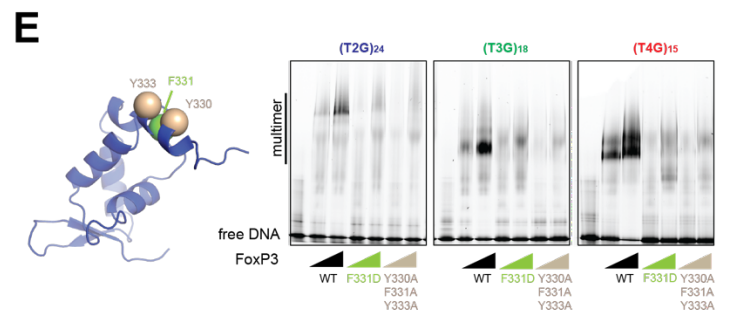 E
Y333
F331
Y330
(T2G)24
(T3G)18
(T4G)15
multimer
free DNA
FoxP3
WT
F331D
Y330A
F331A
Y333A
WT
F331D
Y330A
F331A
Y333A
WT
F331D
Y330A
F331A
Y333A